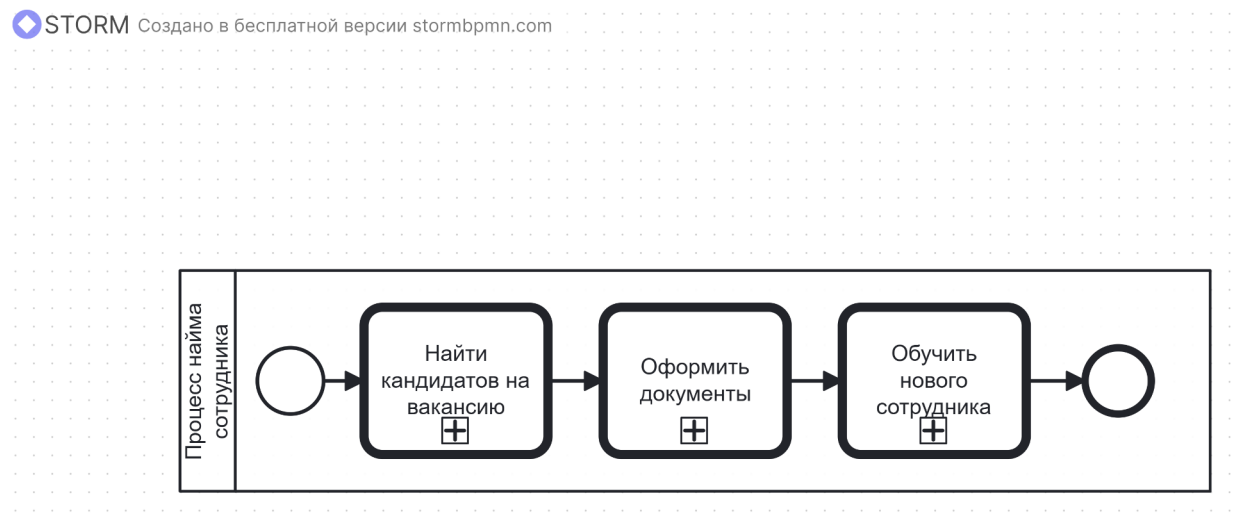 STORM Создано в бесплатной версии stormbpmn.com
Процесс найма
сотрудника
Найти
кандидатов на
вакансию
Оформить
документы
Обучить
нового
сотрудника